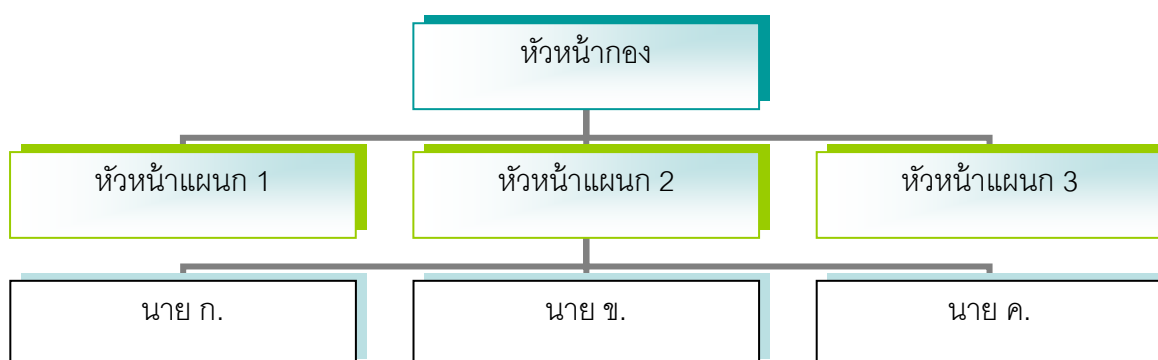 หัวหน้ากอง
หัวหน้าแผนก 1
หัวหน้าแผนก 2
หัวหน้าแผนก 3
นาย ก.
นาย ข.
นาย ค.